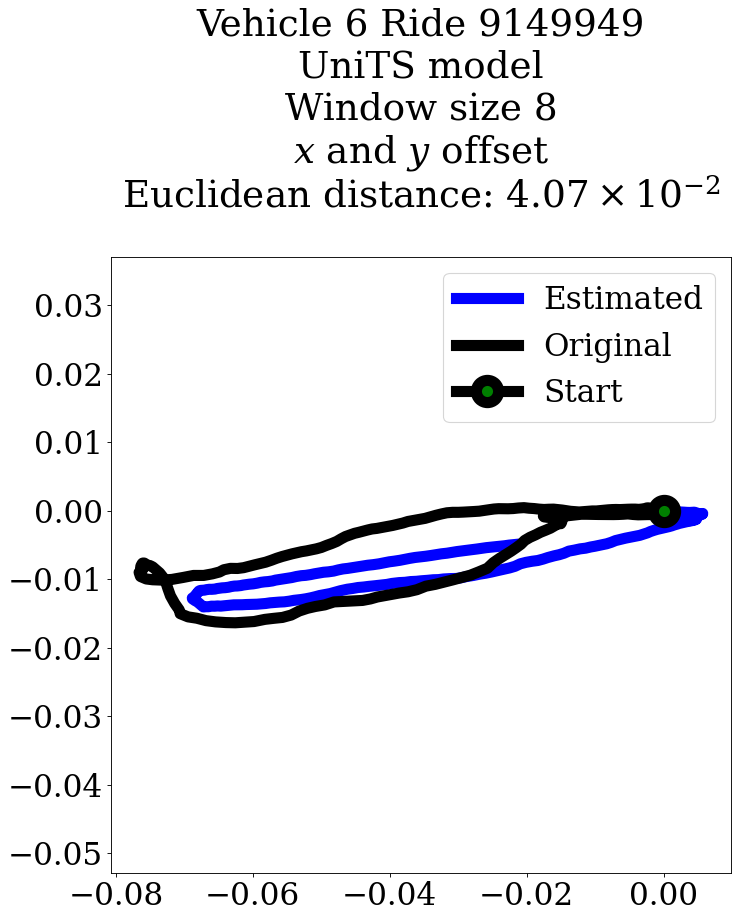 Vehicle 6 Ride 9149949
UniTS model
Window size 8
x and y offset
Euclidean distance: 4.07 × 10⁻²
Estimated
Original
Start
0.03
0.02
0.01
0.00
−0.01
−0.02
−0.03
−0.04
−0.05
−0.08 −0.06 −0.04 −0.02 0.00